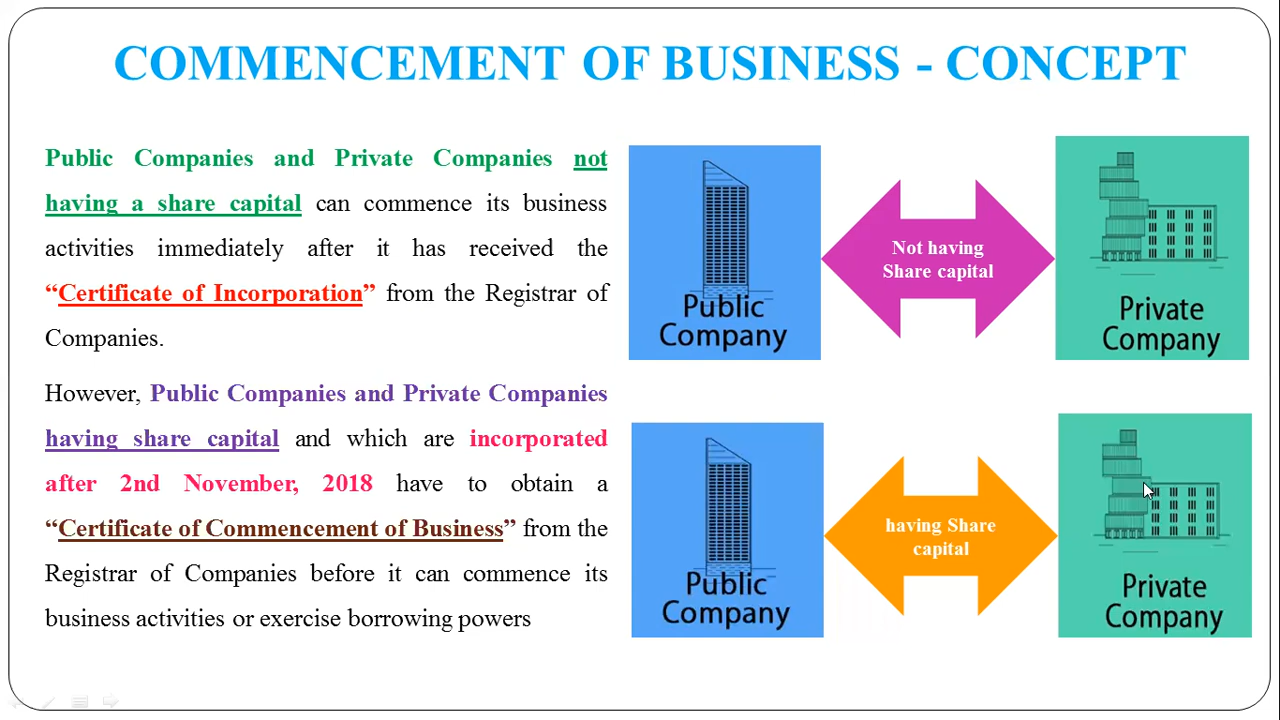 COMMENCEMENT OF BUSINESS - CONCEPT
Public Companies and Private Companies not
having a share capital can commence its business
activities immediately after it has received the
“Certificate of Incorporation” from the Registrar of
Companies.
However, Public Companies and Private Companies
having share capital and which are incorporated
after 2nd November, 2018 have to obtain a
“Certificate of Commencement of Business” from the
Registrar of Companies before it can commence its
business activities or exercise borrowing powers
Public
Company
Not having
Share capital
Private
Company
Public
Company
having Share
capital
Private
Company